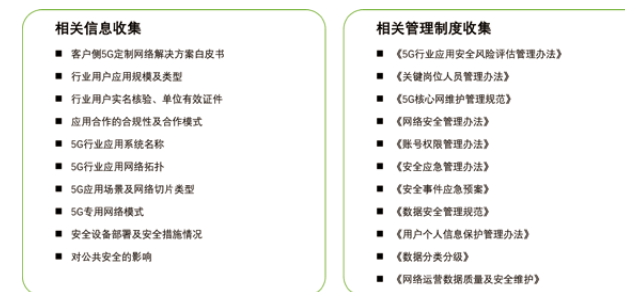 相关信息收集
■ 客户侧5G定制网络解决方案白皮书
■ 行业用户应用规模及类型
■ 行业用户实名核验、单位有效证件
■ 应用合作的合规性及合作模式
■ 5G行业应用系统名称
■ 5G行业应用网络拓扑
■ 5G应用场景及网络切片类型
■ 5G专用网络模式
■ 安全设备部署及安全措施情况
■ 对公共安全的影响
相关管理制度收集
■ 《5G行业应用安全风险评估管理办法》
■ 《关键岗位人员管理办法》
■ 《5G核心网维护管理规范》
■ 《网络安全管理办法》
■ 《账号权限管理办法》
■ 《安全应急管理办法》
■ 《安全事件应急预案》
■ 《数据安全管理规范》
■ 《用户个人信息保护管理办法》
■ 《数据分类分级》
■ 《网络运营数据质量及安全维护》